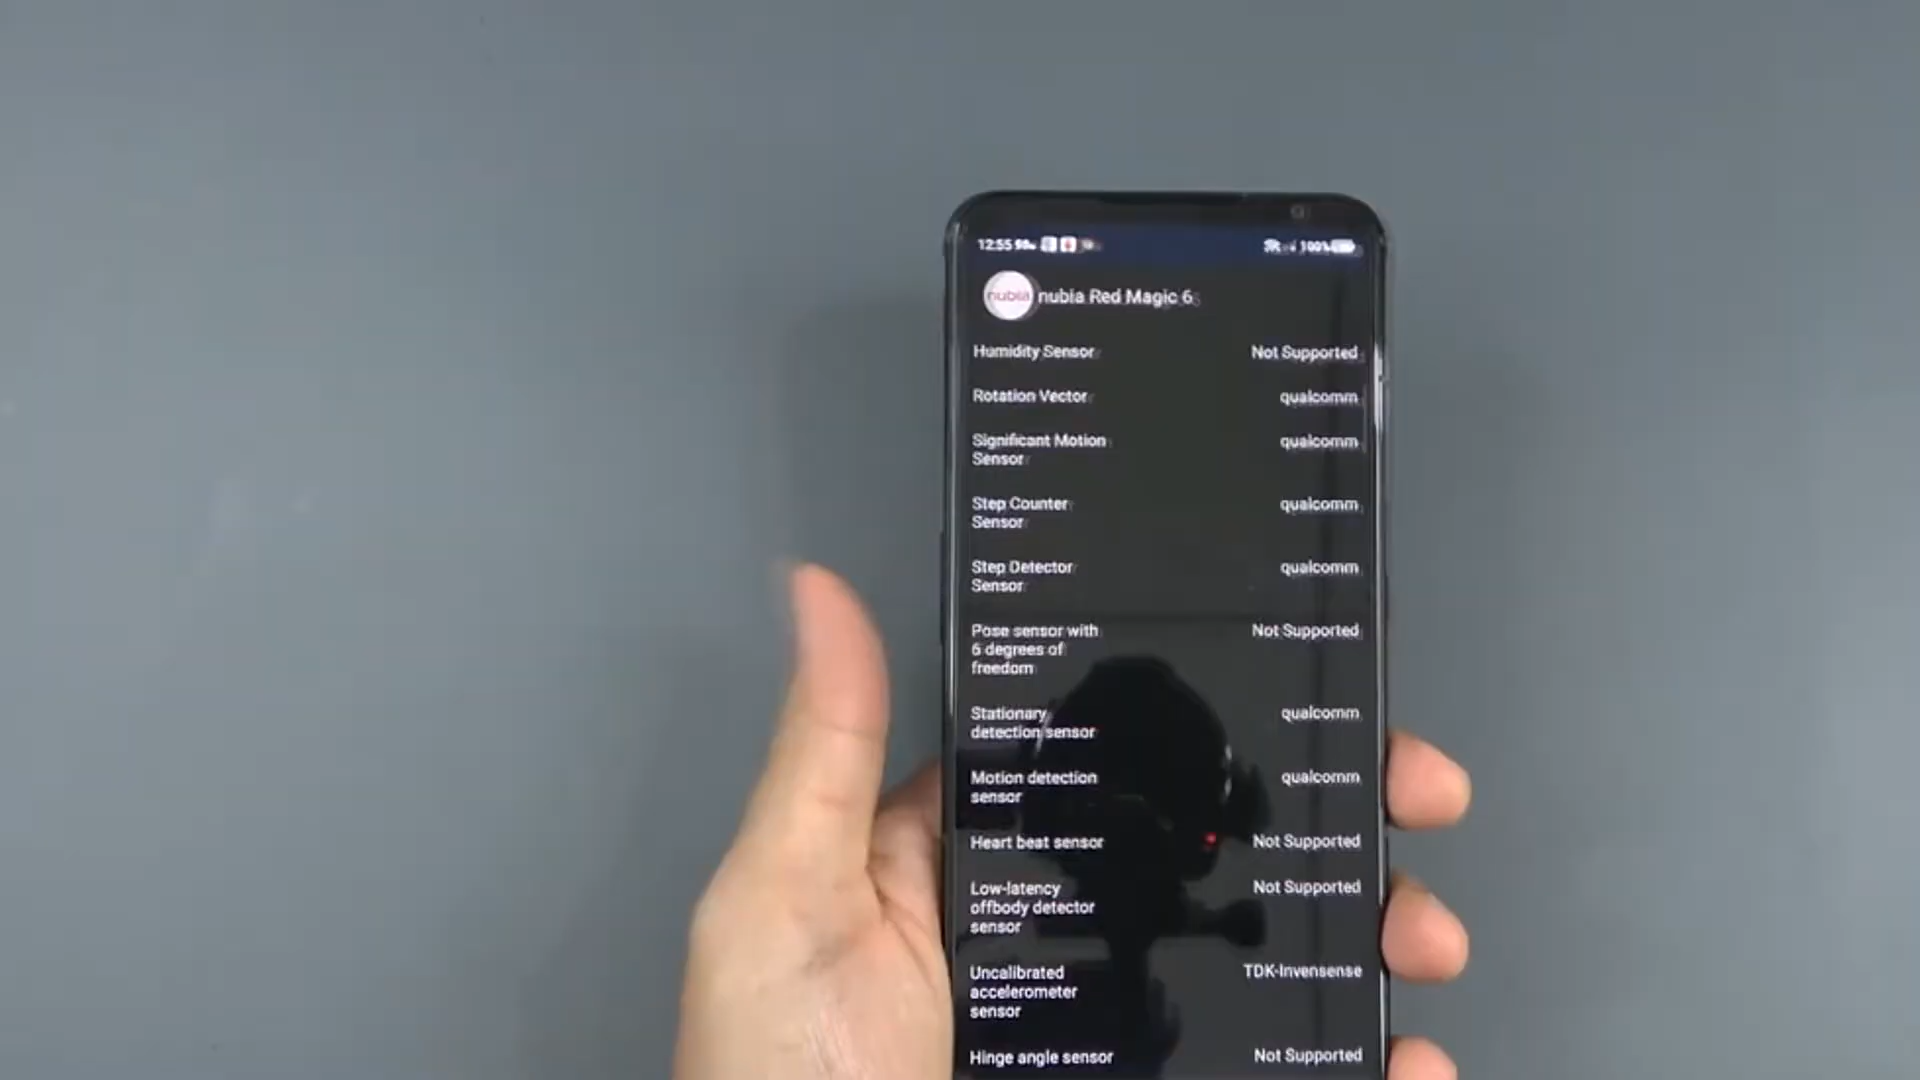 12:55
100%
nubia nubia Red Magic 6
Humidity Sensor Not Supported
Rotation Vector qualcomm
Significant Motion qualcomm
Sensor
Step Counter qualcomm
Sensor
Step Detector qualcomm
Sensor
Pose sensor with Not Supported
6 degrees of
freedom
Stationary qualcomm
detection sensor
Motion detection qualcomm
sensor
Heart beat sensor Not Supported
Low-latency Not Supported
offbody detector
sensor
Uncalibrated TDK-Invensense
accelerometer
sensor
Hinge angle sensor Not Supported